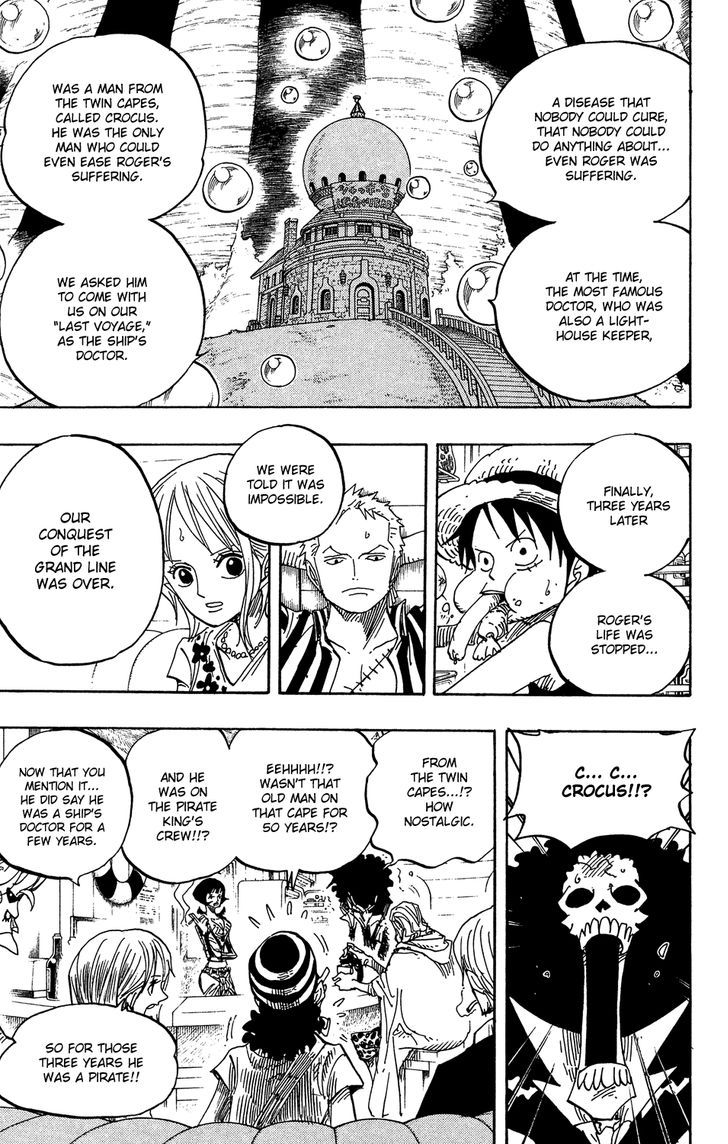 A DISEASE THAT
NOBODY COULD CURE,
THAT NOBODY COULD
DO ANYTHING ABOUT...
EVEN ROGER WAS
SUFFERING.
AT THE TIME,
THE MOST FAMOUS
DOCTOR, WHO WAS
ALSO A LIGHT-
HOUSE KEEPER,
WAS A MAN FROM
THE TWIN CAPES,
CALLED CROCUS.
HE WAS THE ONLY
MAN WHO COULD
EVEN EASE ROGER'S
SUFFERING.
WE ASKED HIM
TO COME WITH
US ON OUR
"LAST VOYAGE,"
AS THE SHIP'S
DOCTOR.
FINALLY,
THREE YEARS
LATER
ROGER'S
LIFE WAS
STOPPED...
WE WERE
TOLD IT WAS
IMPOSSIBLE.
OUR
CONQUEST
OF THE
GRAND LINE
WAS OVER.
C... C...
CROCUS!!?
FROM
THE TWIN
CAPES...!?
HOW
NOSTALGIC.
EEHHHH!!?
WASN'T THAT
OLD MAN ON
THAT CAPE FOR
50 YEARS!?
AND HE
WAS ON
THE PIRATE
KING'S
CREW!!?
NOW THAT YOU
MENTION IT...
HE DID SAY HE
WAS A SHIP'S
DOCTOR FOR A
FEW YEARS.
SO FOR THOSE
THREE YEARS HE
WAS A PIRATE!!